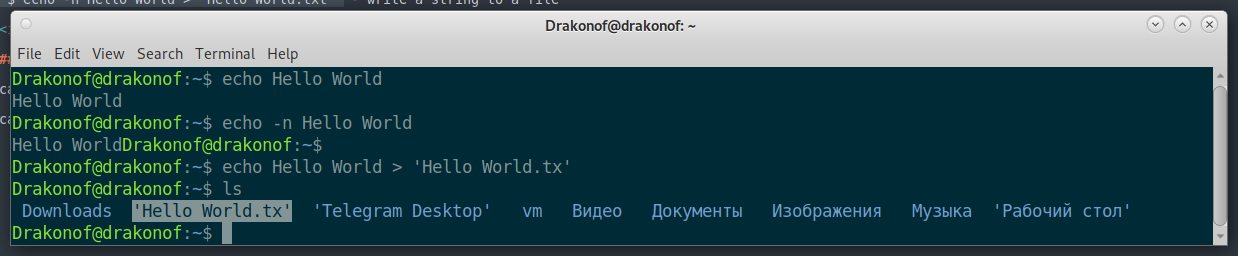 $ echo -n Hello World > 'Hello World.txt' - write a string to a file
Drakonof@drakonof: ~
File Edit View Search Terminal Help
Drakonof@drakonof:~$ echo Hello World
Hello World
Drakonof@drakonof:~$ echo -n Hello World
Hello WorldDrakonof@drakonof:~$
Drakonof@drakonof:~$ echo Hello World > 'Hello World.tx'
Drakonof@drakonof:~$ ls
Downloads 'Hello World.tx' 'Telegram Desktop' vm Видео Документы Изображения Музыка 'Рабочий стол'
Drakonof@drakonof:~$